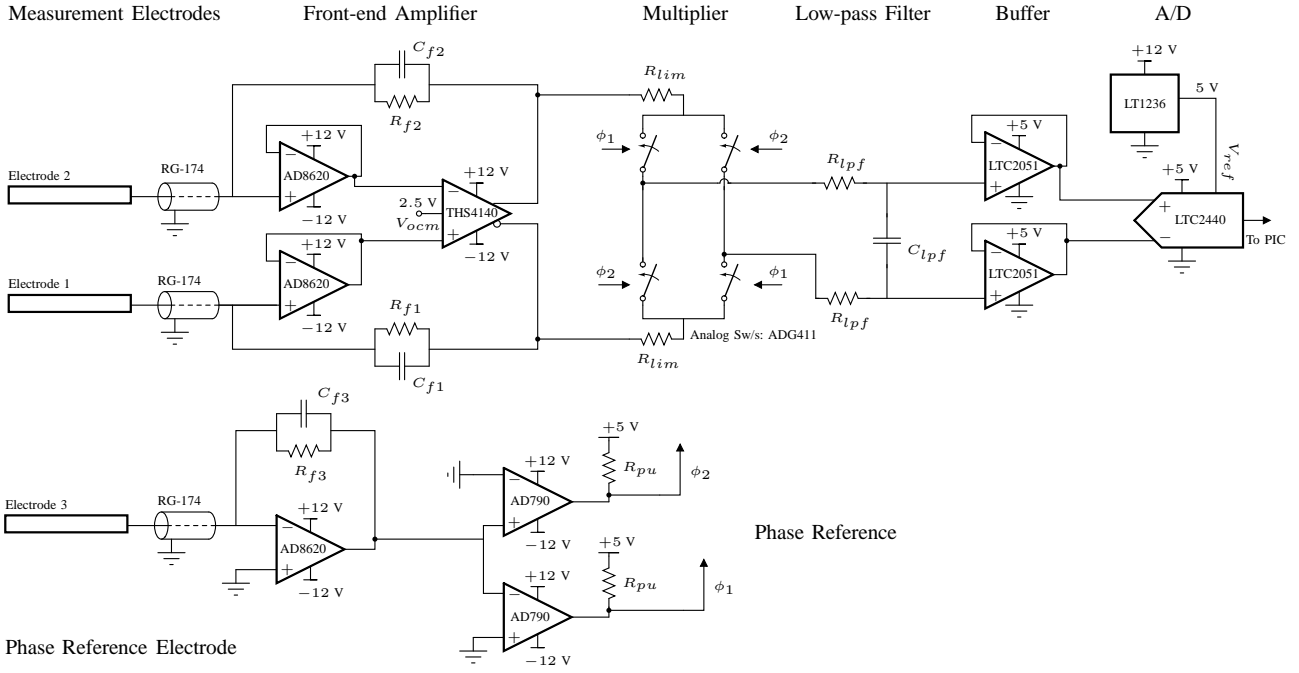 Measurement Electrodes Front-end Amplifier Multiplier Low-pass Filter Buffer A/D
C_{f2}
R_{f2}
R_{lim}
+12 V
LT1236
5 V
V_{ref}
ϕ_1
ϕ_2
+12 V
−
AD8620
+
−12 V
Electrode 2
RG-174
+12 V
−
THS4140
+
−12 V
2.5 V
V_{ocm}
R_{lpf}
+5 V
−
LTC2051
+
+5 V
+
LTC2440
−
To PIC
C_{lpf}
+12 V
−
AD8620
+
−12 V
Electrode 1
RG-174
ϕ_2
ϕ_1
+5 V
−
LTC2051
+
R_{lpf}
R_{f1}
C_{f1}
Analog Sw/s: ADG411
R_{lim}
C_{f3}
R_{f3}
Electrode 3
RG-174
+12 V
−
AD8620
+
−12 V
+12 V
−
AD790
+
−12 V
+5 V
R_{pu}
ϕ_2
Phase Reference
+12 V
−
AD790
+
−12 V
+5 V
R_{pu}
ϕ_1
Phase Reference Electrode